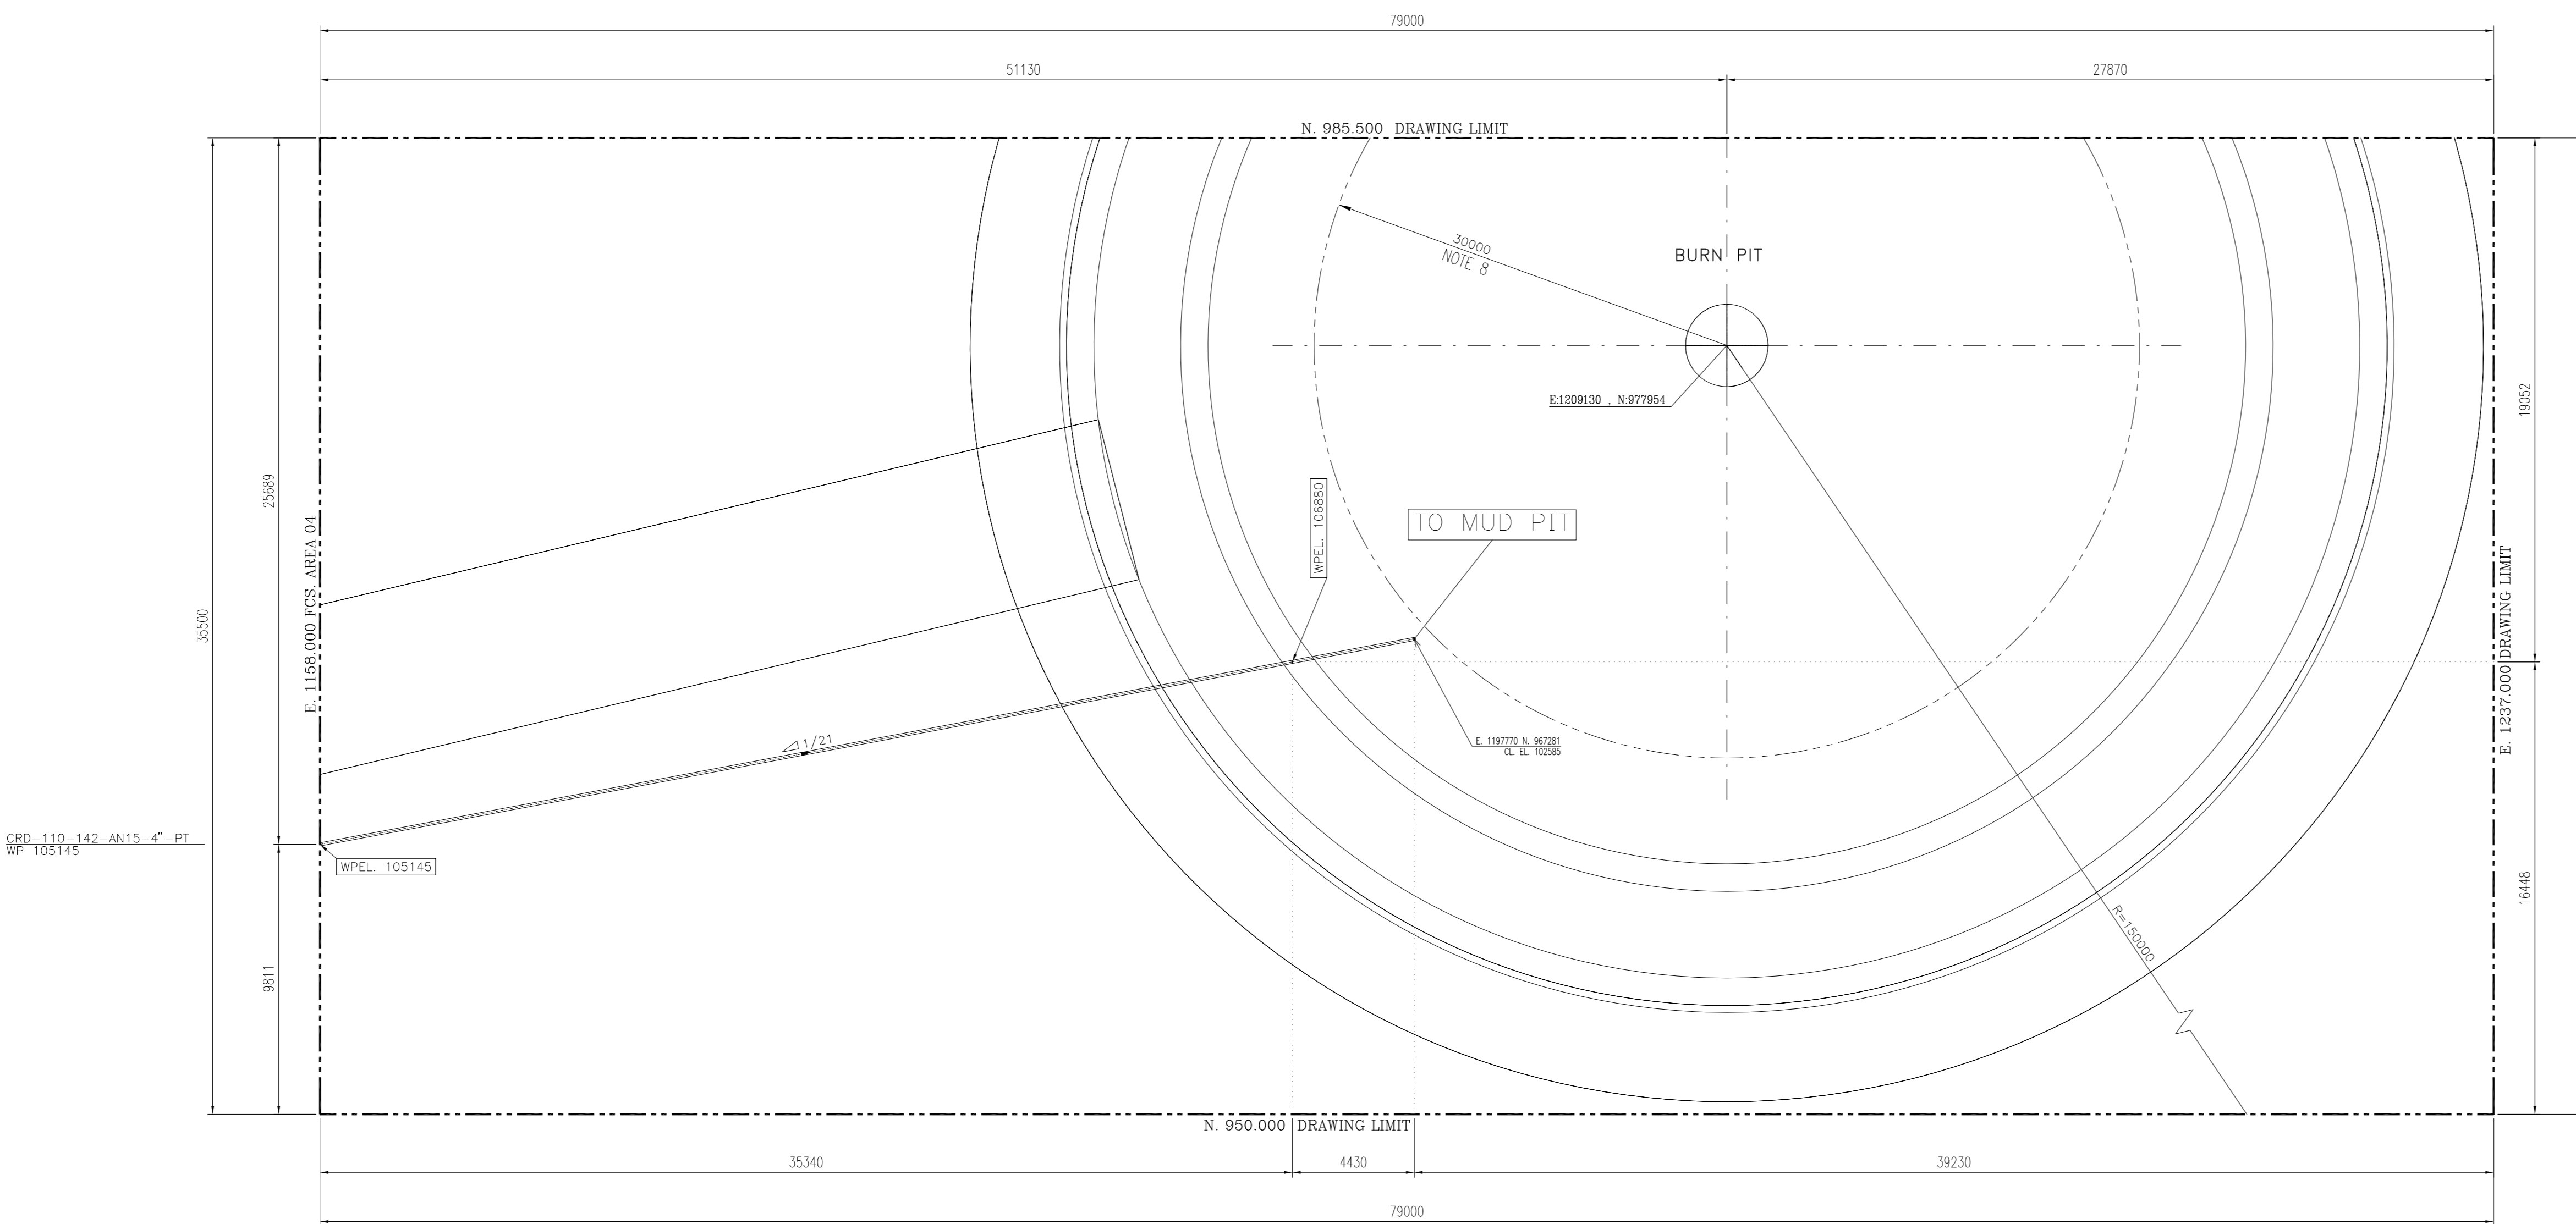 79000
51130
27870
N. 985.500 DRAWING LIMIT
30000
NOTE 8
BURN PIT
E:1209130 , N:977954
19052
25689
35500
E. 1158.000 FCS. AREA 04
WPEL. 106880
TO MUD PIT
E. 1237.000 DRAWING LIMIT
E. 1197770 N. 967281
CL. EL. 102585
1/21
CRD-110-142-AN15-4"-PT
WP 105145
WPEL. 105145
9811
16448
R=150000
N. 950.000 DRAWING LIMIT
35340
4430
39230
79000